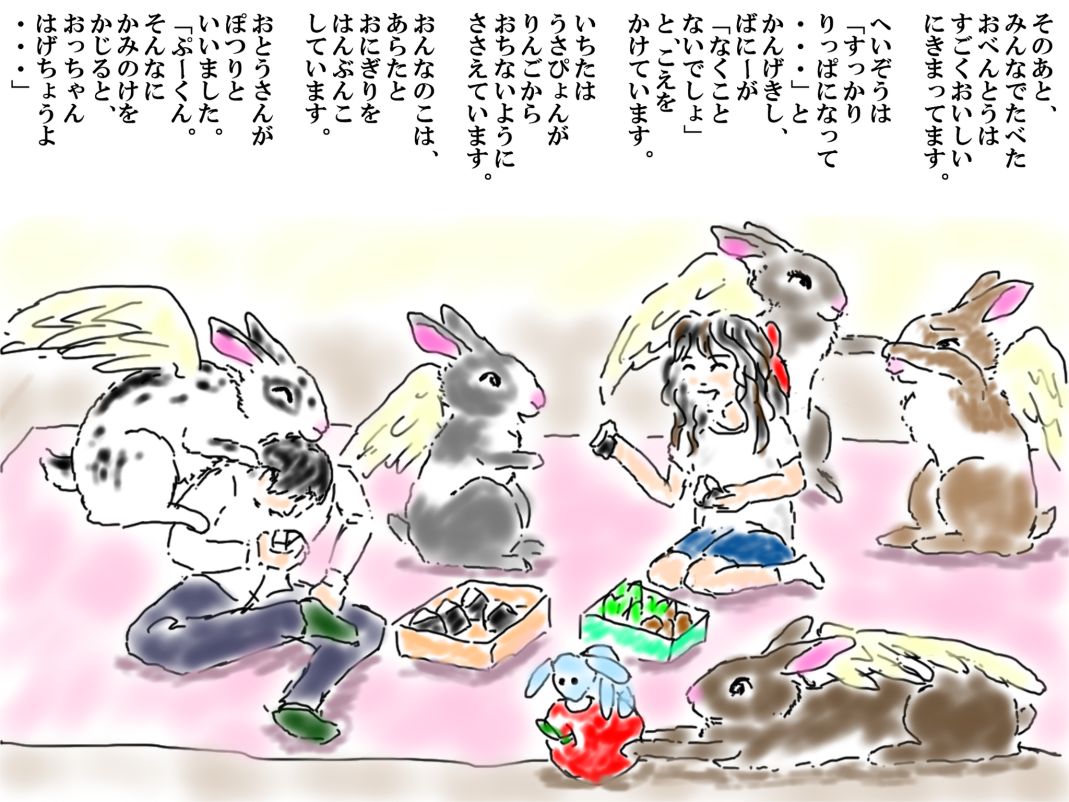 そのあと、
みんなでたべた
おべんとうは
すごくおいしい
にきまってます。
へいぞうは
「すっかり
りっぱになって
・・・」と
かんげきし、
ばにーが
「なくこと
ないでしょ」
と、こえを
かけています。
いちたは
うさぴょんが
りんごから
おちないように
ささえています。
おんなのこは、
あらたと
おにぎりを
はんぶんこ
しています。
おとうさんが
ぽつりと
いいました。
「ぷーくん。
そんなに
かみのけを
かじると、
おっちゃん
はげちょうよ
・・・」